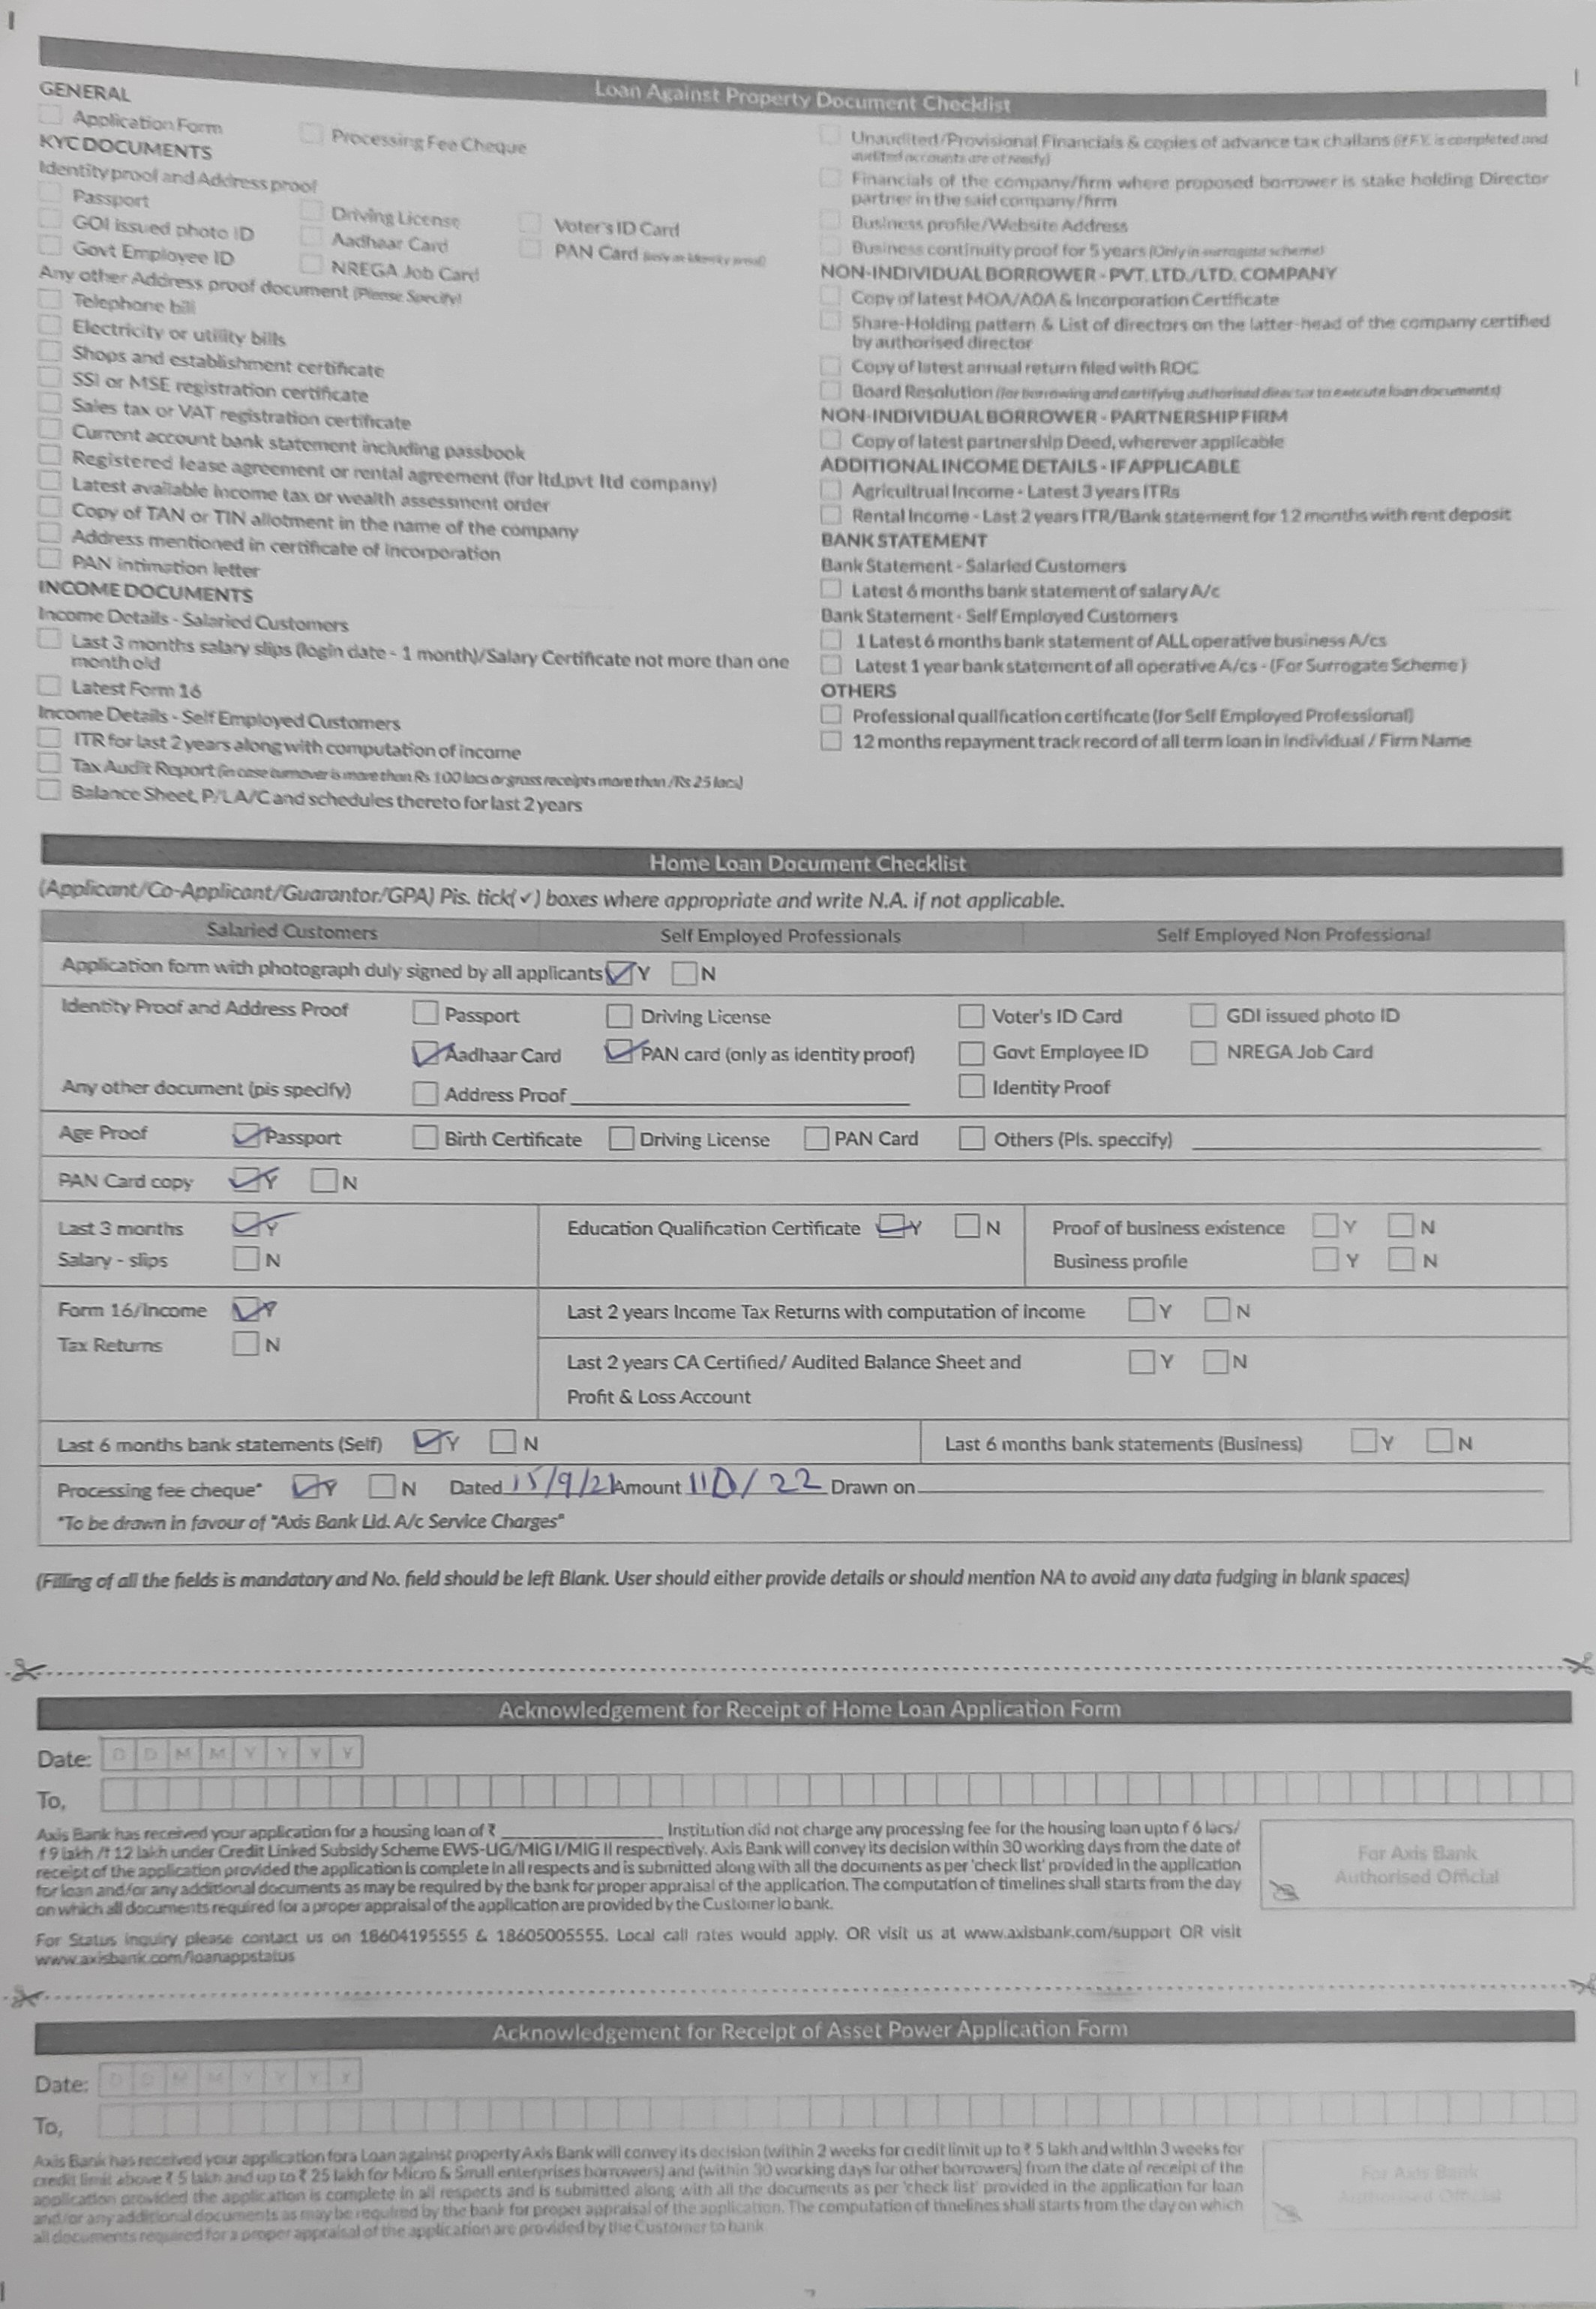 Loan Against Property Document Checklist
GENERAL
Application Form
Processing Fee Cheque
KYC DOCUMENTS
Identity proof and Address proof
Passport
Driving License
Voter's ID Card
GOI issued photo ID
Aadhaar Card
PAN Card (only as identity proof)
Govt Employee ID
NREGA Job Card
Any other Address proof document (Please Specify)
Telephone bill
Electricity or utility bills
Shops and establishment certificate
SSI or MSE registration certificate
Sales tax or VAT registration certificate
Current account bank statement including passbook
Registered lease agreement or rental agreement (for ltd,pvt ltd company)
Latest available Income tax or wealth assessment order
Copy of TAN or TIN allotment in the name of the company
Address mentioned in certificate of incorporation
PAN intimation letter
INCOME DOCUMENTS
Income Details - Salaried Customers
Last 3 months salary slips (login date - 1 month)/Salary Certificate not more than one
month old
Latest Form 16
Income Details - Self Employed Customers
ITR for last 2 years along with computation of income
Tax Audit Report (in case turnover is more than Rs 100 lacs or gross receipts more than /Rs 25 lacs)
Balance Sheet, P/L A/C and schedules thereto for last 2 years
Unaudited/Provisional Financials & copies of advance tax challans (if F.Y. is completed and
audited accounts are of ready)
Financials of the company/firm where proposed borrower is stake holding Director
partner in the said company/firm
Business profile/Website Address
Business continuity proof for 5 years (Only in surrogate scheme)
NON-INDIVIDUAL BORROWER - PVT. LTD./LTD. COMPANY
Copy of latest MOA/AOA & Incorporation Certificate
Share-Holding pattern & List of directors on the latter-head of the company certified
by authorised director
Copy of latest annual return filed with ROC
Board Resolution (for borrowing and certifying authorised director to execute loan documents)
NON-INDIVIDUAL BORROWER - PARTNERSHIP FIRM
Copy of latest partnership Deed, wherever applicable
ADDITIONAL INCOME DETAILS - IF APPLICABLE
Agricultrual Income - Latest 3 years ITRs
Rental Income - Last 2 years ITR/Bank statement for 12 months with rent deposit
BANK STATEMENT
Bank Statement - Salaried Customers
Latest 6 months bank statement of salary A/c
Bank Statement - Self Employed Customers
1 Latest 6 months bank statement of ALL operative business A/cs
Latest 1 year bank statement of all operative A/cs - (For Surrogate Scheme)
OTHERS
Professional qualification certificate (for Self Employed Professional)
12 months repayment track record of all term loan in Individual / Firm Name
Home Loan Document Checklist
(Applicant/Co-Applicant/Guarantor/GPA) Pis. tick(✓) boxes where appropriate and write N.A. if not applicable.
Salaried Customers Self Employed Professionals Self Employed Non Professional
Application form with photograph duly signed by all applicants Y N
Identity Proof and Address Proof Passport Driving License Voter's ID Card GDI issued photo ID
Aadhaar Card PAN card (only as identity proof) Govt Employee ID NREGA Job Card
Any other document (pis specify) Address Proof Identity Proof
Age Proof Passport Birth Certificate Driving License PAN Card Others (Pls. speccify)
PAN Card copy Y N
Last 3 months Y Education Qualification Certificate Y N Proof of business existence Y N
Salary - slips N Business profile Y N
Form 16/Income Y Last 2 years Income Tax Returns with computation of income Y N
Tax Returns N
Last 2 years CA Certified/ Audited Balance Sheet and Y N
Profit & Loss Account
Last 6 months bank statements (Self) Y N Last 6 months bank statements (Business) Y N
Processing fee cheque* Y N Dated 15/9/21 Amount 110/22 Drawn on
*To be drawn in favour of "Axis Bank Lid. A/c Service Charges"
(Filling of all the fields is mandatory and No. field should be left Blank. User should either provide details or should mention NA to avoid any data fudging in blank spaces)
Acknowledgement for Receipt of Home Loan Application Form
Date: D D M M Y Y Y Y
To,
Axis Bank has received your application for a housing loan of ₹ Institution did not charge any processing fee for the housing loan upto f 6 lacs/
f 9 lakh /f 12 lakh under Credit Linked Subsidy Scheme EWS-LIG/MIG I/MIG II respectively. Axis Bank will convey its decision within 30 working days from the date of
receipt of the application provided the application is complete in all respects and is submitted along with all the documents as per 'check list' provided in the application
for loan and/or any additional documents as may be required by the bank for proper appraisal of the application. The computation of timelines shall starts from the day
on which all documents required for a proper appraisal of the application are provided by the Customer to bank.
For Axis Bank
Authorised Official
For Status inquiry please contact us on 18604195555 & 18605005555. Local call rates would apply. OR visit us at www.axisbank.com/support OR visit
www.axisbank.com/loanappstatus
Acknowledgement for Receipt of Asset Power Application Form
Date: D D M M Y Y Y Y
To,
Axis Bank has received your application fora Loan against property Axis Bank will convey its decision (within 2 weeks for credit limit up to ₹ 5 lakh and within 3 weeks for
credit limit above ₹ 5 lakh and up to ₹ 25 lakh for Micro & Small enterprises borrowers) and (within 30 working days for other borrowers) from the date of receipt of the
application provided the application is complete in all respects and is submitted along with all the documents as per 'check list' provided in the application for loan
and/or any additional documents as may be required by the bank for proper appraisal of the application. The computation of timelines shall starts from the day on which
all documents required for a proper appraisal of the application are provided by the Customer to bank
For Axis Bank
Authorised Official